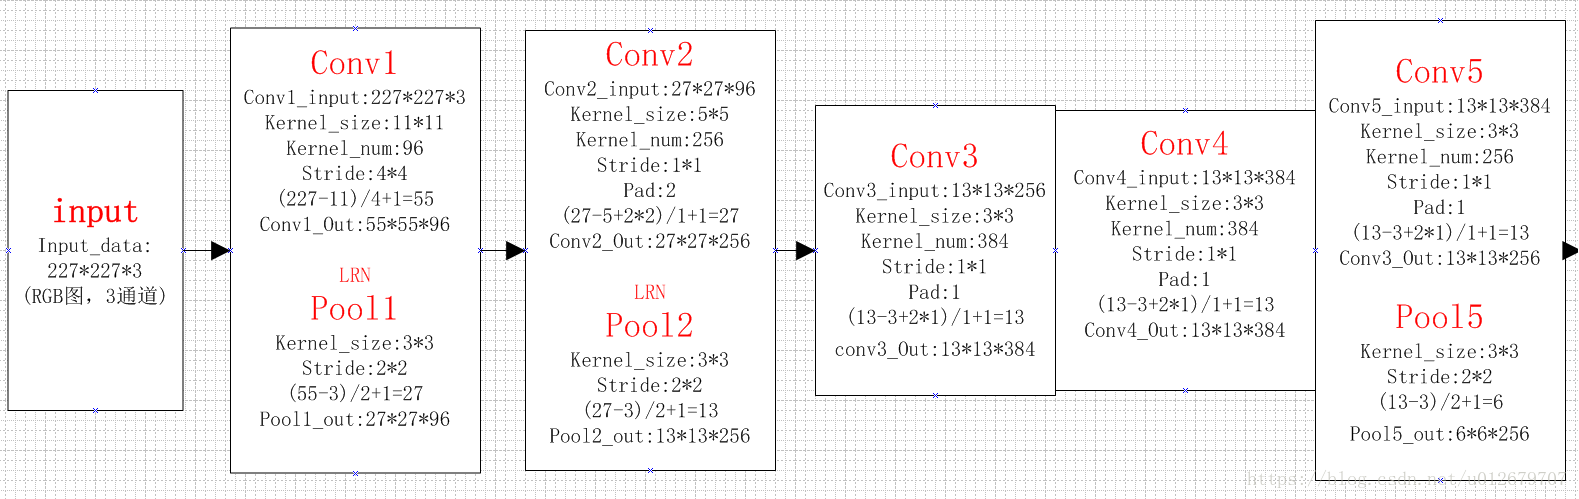 input
Input_data:
227*227*3
(RGB图，3通道)
Conv1
Conv1_input:227*227*3
Kernel_size:11*11
Kernel_num:96
Stride:4*4
(227-11)/4+1=55
Conv1_Out:55*55*96
LRN
Pool1
Kernel_size:3*3
Stride:2*2
(55-3)/2+1=27
Pool1_out:27*27*96
Conv2
Conv2_input:27*27*96
Kernel_size:5*5
Kernel_num:256
Stride:1*1
Pad:2
(27-5+2*2)/1+1=27
Conv2_Out:27*27*256
LRN
Pool2
Kernel_size:3*3
Stride:2*2
(27-3)/2+1=13
Pool2_out:13*13*256
Conv3
Conv3_input:13*13*256
Kernel_size:3*3
Kernel_num:384
Stride:1*1
Pad:1
(13-3+2*1)/1+1=13
conv3_Out:13*13*384
Conv4
Conv4_input:13*13*384
Kernel_size:3*3
Kernel_num:384
Stride:1*1
Pad:1
(13-3+2*1)/1+1=13
Conv4_Out:13*13*384
Conv5
Conv5_input:13*13*384
Kernel_size:3*3
Kernel_num:256
Stride:1*1
Pad:1
(13-3+2*1)/1+1=13
Conv3_Out:13*13*256
Pool5
Kernel_size:3*3
Stride:2*2
(13-3)/2+1=6
Pool5_out:6*6*256
https://blog.csdn.net/u012679707